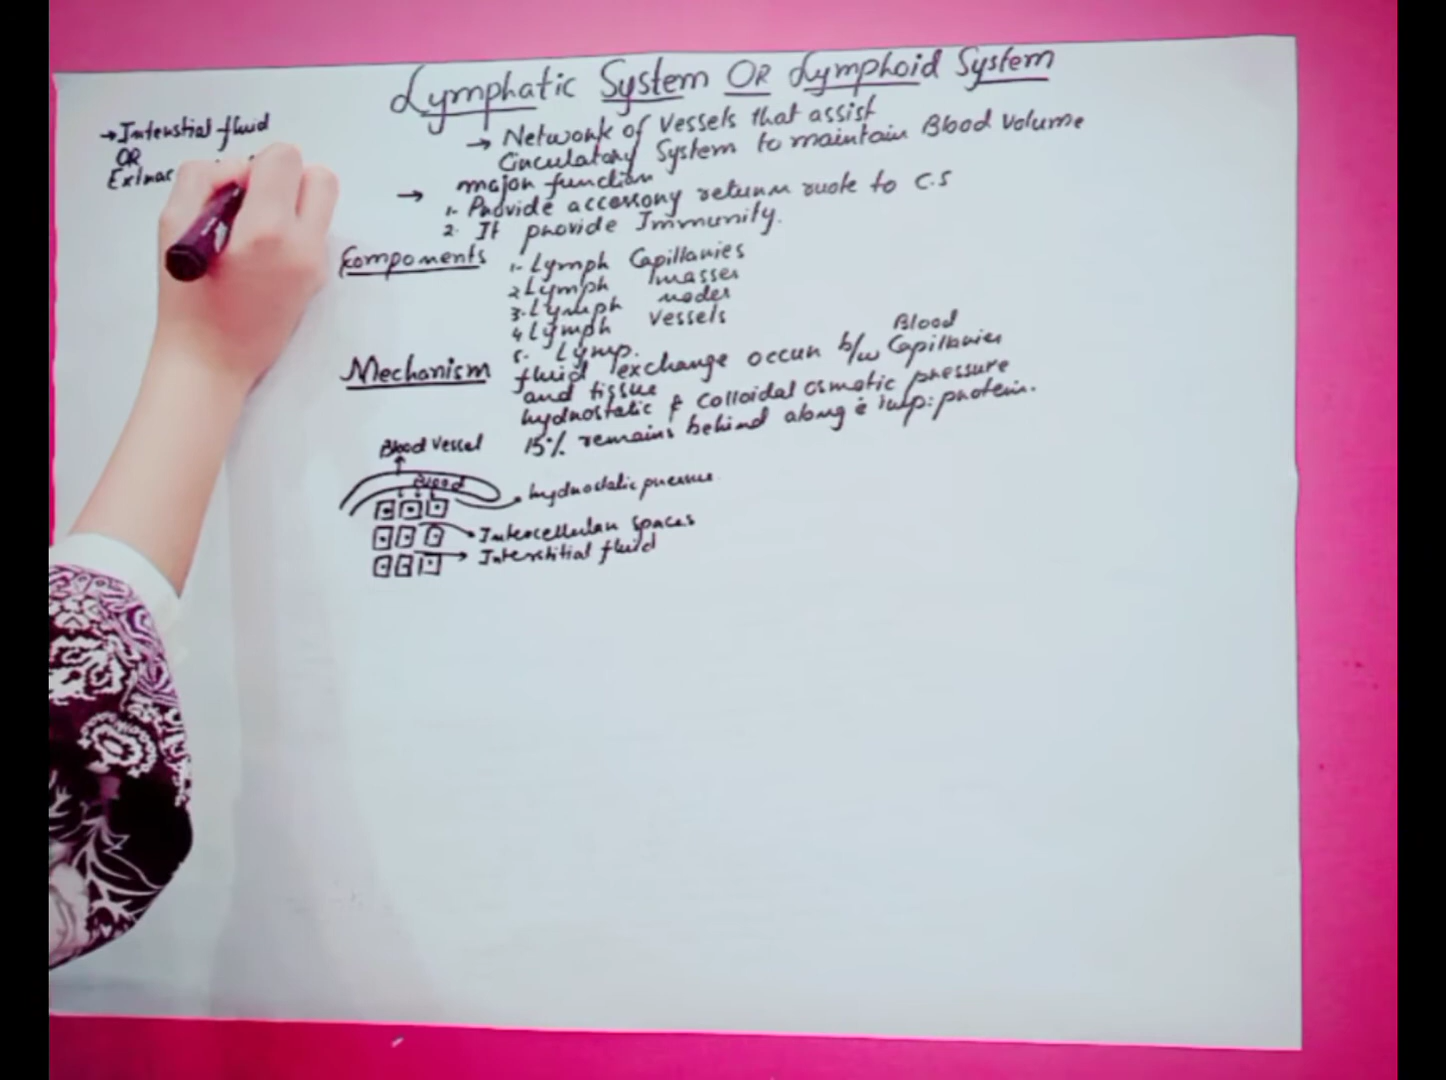 Lymphatic System OR Lymphoid System
→ Intenstial fluid
OR
→ Network of Vessels that assist
Circulatory System to maintain Blood Volume
→ major function
1- Provide accessory return route to C.S
2. It provide Immunity.
Components
1- Lymph Capillaries
2 Lymph masses
3. Lymph nodes
4 Lymph Vessels
5. Lymp.
Mechanism
Blood
fluid exchange occur b/w Capillaries
and tissue
hydrostatic & Colloidal osmotic pressure
15% remains behind along ē imp: protein.
Blood Vessel
Blood
hydrostatic pressure
Intercellular spaces
Interstitial fluid